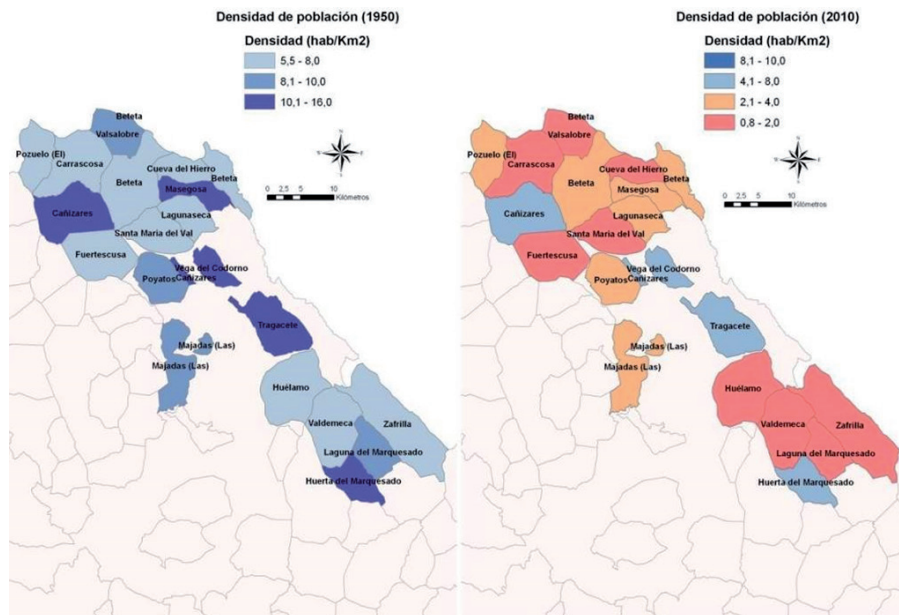 Densidad de población (1950)
Densidad (hab/Km2)
5,5 - 8,0
8,1 - 10,0
10,1 - 16,0
N
Beteta
Valsalobre
Pozuelo (El)
Carrascosa
Cueva del Hierro
Beteta
Beteta
Masegosa
Cañizares
Lagunaseca
Santa Maria del Val
Fuertescusa
Vega del Codorno
Poyatos
Cañizares
Tragacete
Majadas (Las)
Majadas (Las)
Huélamo
Valdemeca
Zafrilla
Laguna del Marquesado
Huerta del Marquesado
0 2,5 5 10
Kilómetros
Densidad de población (2010)
Densidad (hab/Km2)
8,1 - 10,0
4,1 - 8,0
2,1 - 4,0
0,8 - 2,0
N
Beteta
Valsalobre
Pozuelo (El)
Carrascosa
Cueva del Hierro
Beteta
Beteta
Masegosa
Cañizares
Lagunaseca
Santa Maria del Val
Fuertescusa
Vega del Codorno
Poyatos
Cañizares
Tragacete
Majadas (Las)
Majadas (Las)
Huélamo
Valdemeca
Zafrilla
Laguna del Marquesado
Huerta del Marquesado
0 2,5 5 10
Kilómetros